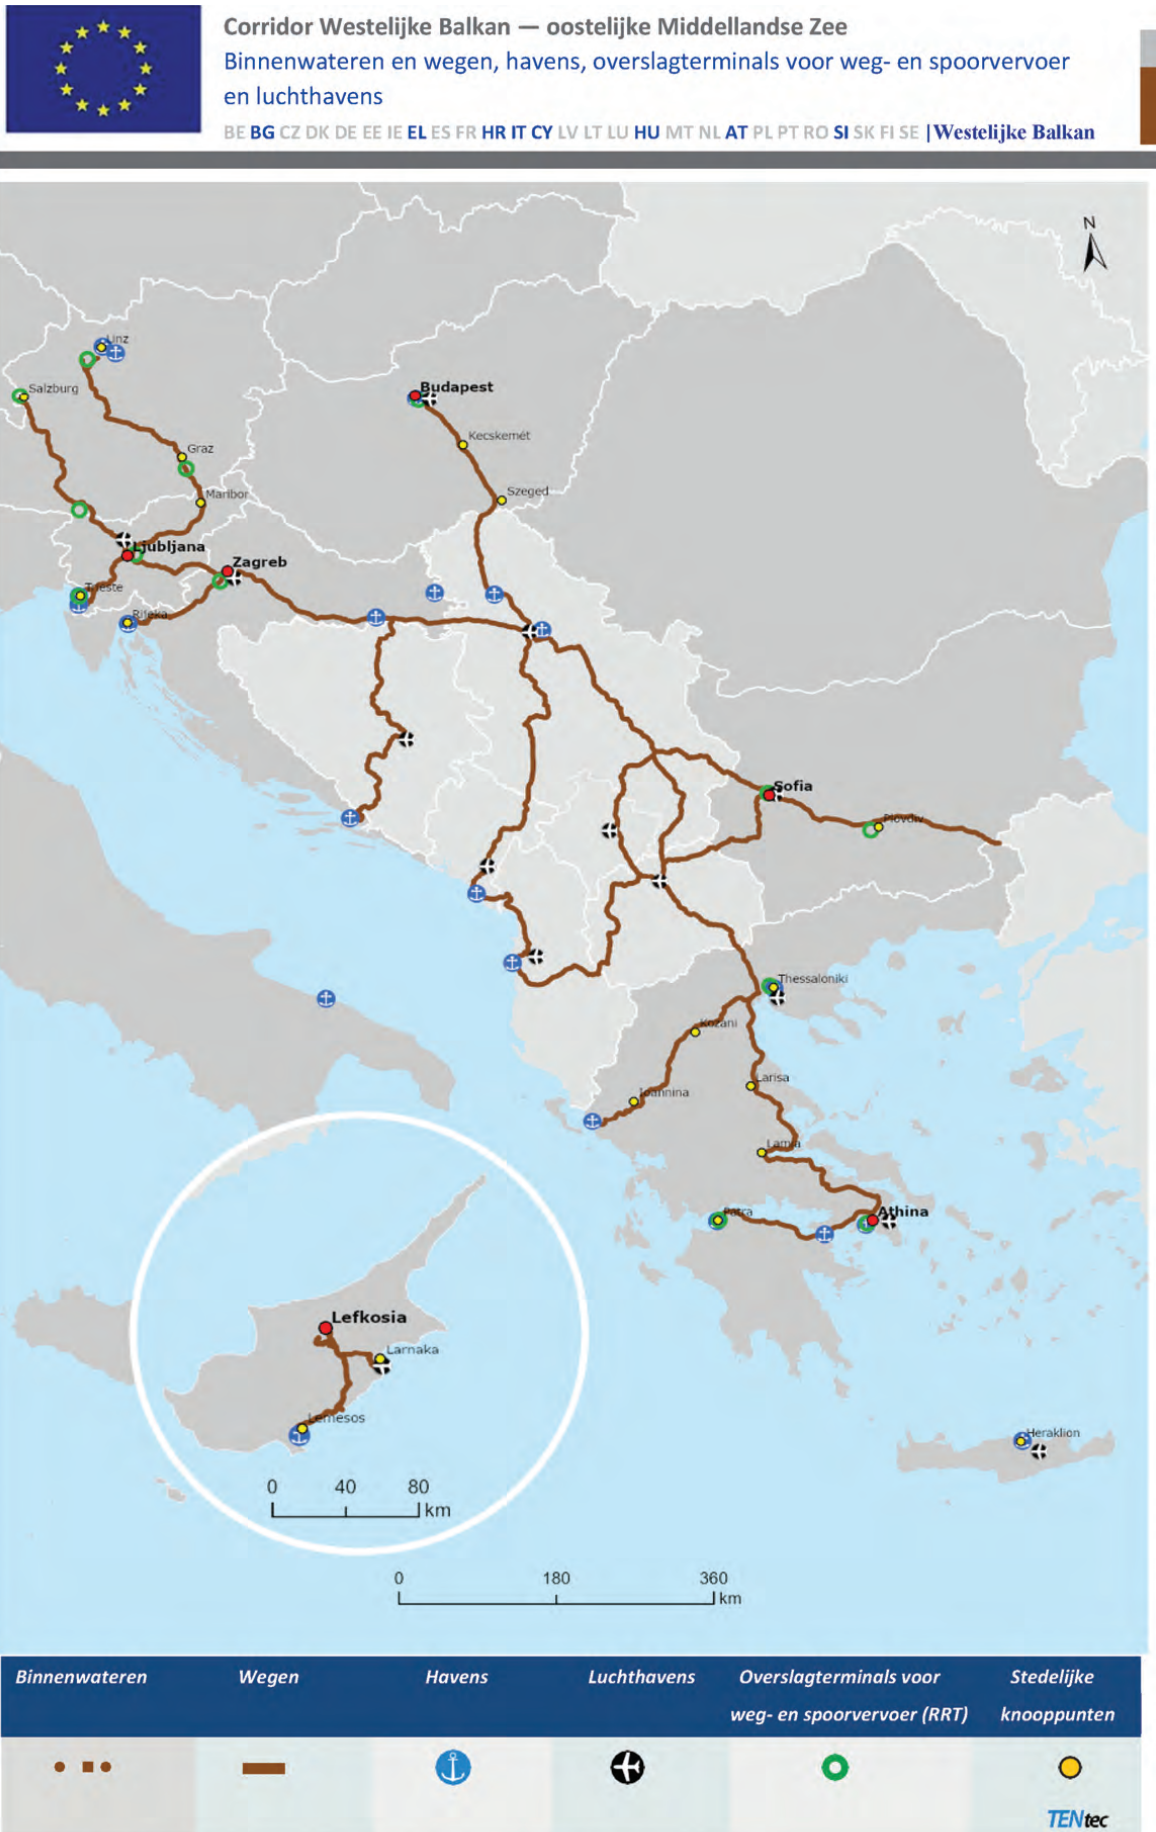 Corridor Westelijke Balkan — oostelijke Middellandse Zee
Binnenwateren en wegen, havens, overslagterminals voor weg- en spoorvervoer
en luchthavens
BE BG CZ DK DE EE IE EL ES FR HR IT CY LV LT LU HU MT NL AT PL PT RO SI SK FI SE |Westelijke Balkan
N
Linz
Salzburg
Budapest
Kecskemét
Graz
Szeged
Maribor
Ljubljana
Zagreb
Trieste
Rijeka
Sofia
Plovdiv
Thessaloniki
Kozani
Larisa
Ioannina
Lamia
Patra
Athina
Lefkosia
Larnaka
Lemesos
Heraklion
0 40 80
km
0 180 360
km
Binnenwateren Wegen Havens Luchthavens Overslagterminals voor Stedelijke
weg- en spoorvervoer (RRT) knooppunten
TENtec